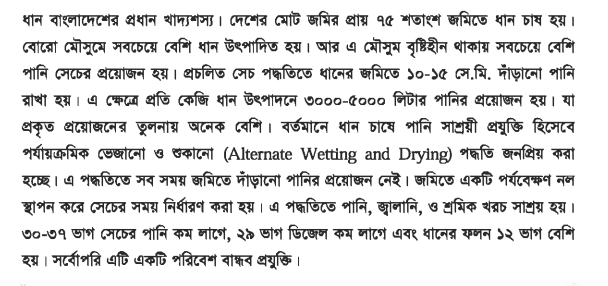 ধান বাংলাদেশের প্রধান খাদ্যশস্য। দেশের মোট জমির প্রায় ৭৫ শতাংশ জমিতে ধান চাষ হয়।
বোরো মৌসুমে সবচেয়ে বেশি ধান উৎপাদিত হয়। আর এ মৌসুম বৃষ্টিহীন থাকায় সবচেয়ে বেশি
পানি সেচের প্রয়োজন হয়। প্রচলিত সেচ পদ্ধতিতে ধানের জমিতে ১০-১৫ সে.মি. দাঁড়ানো পানি
রাখা হয়। এ ক্ষেত্রে প্রতি কেজি ধান উৎপাদনে ৩০০০-৫০০০ লিটার পানির প্রয়োজন হয়। যা
প্রকৃত প্রয়োজনের তুলনায় অনেক বেশি। বর্তমানে ধান চাষে পানি সাশ্রয়ী প্রযুক্তি হিসেবে
পর্যায়ক্রমিক ভেজানো ও শুকানো (Alternate Wetting and Drying) পদ্ধতি জনপ্রিয় করা
হচ্ছে। এ পদ্ধতিতে সব সময় জমিতে দাঁড়ানো পানির প্রয়োজন নেই। জমিতে একটি পর্যবেক্ষণ নল
স্থাপন করে সেচের সময় নির্ধারণ করা হয়। এ পদ্ধতিতে পানি, জ্বালানি, ও শ্রমিক খরচ সাশ্রয় হয়।
৩০-৩৭ ভাগ সেচের পানি কম লাগে, ২৯ ভাগ ডিজেল কম লাগে এবং ধানের ফলন ১২ ভাগ বেশি
হয়। সর্বোপরি এটি একটি পরিবেশ বান্ধব প্রযুক্তি।